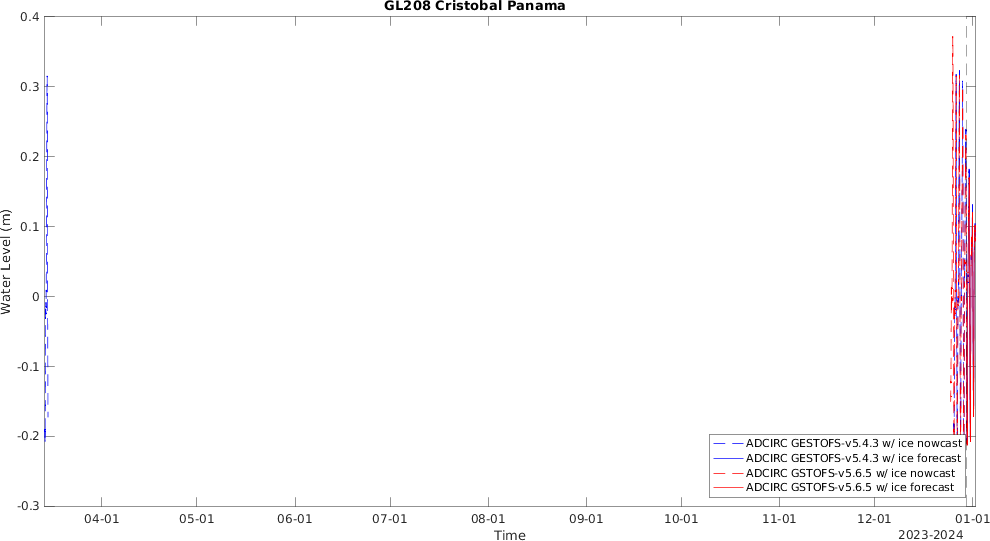 GL208 Cristobal Panama
0.4
0.3
0.2
0.1
0
-0.1
-0.2
-0.3
Water Level (m)
ADCIRC GESTOFS-v5.4.3 w/ ice nowcast
ADCIRC GESTOFS-v5.4.3 w/ ice forecast
ADCIRC GSTOFS-v5.6.5 w/ ice nowcast
ADCIRC GSTOFS-v5.6.5 w/ ice forecast
04-01 05-01 06-01 07-01 08-01 09-01 10-01 11-01 12-01 01-01
Time
2023-2024